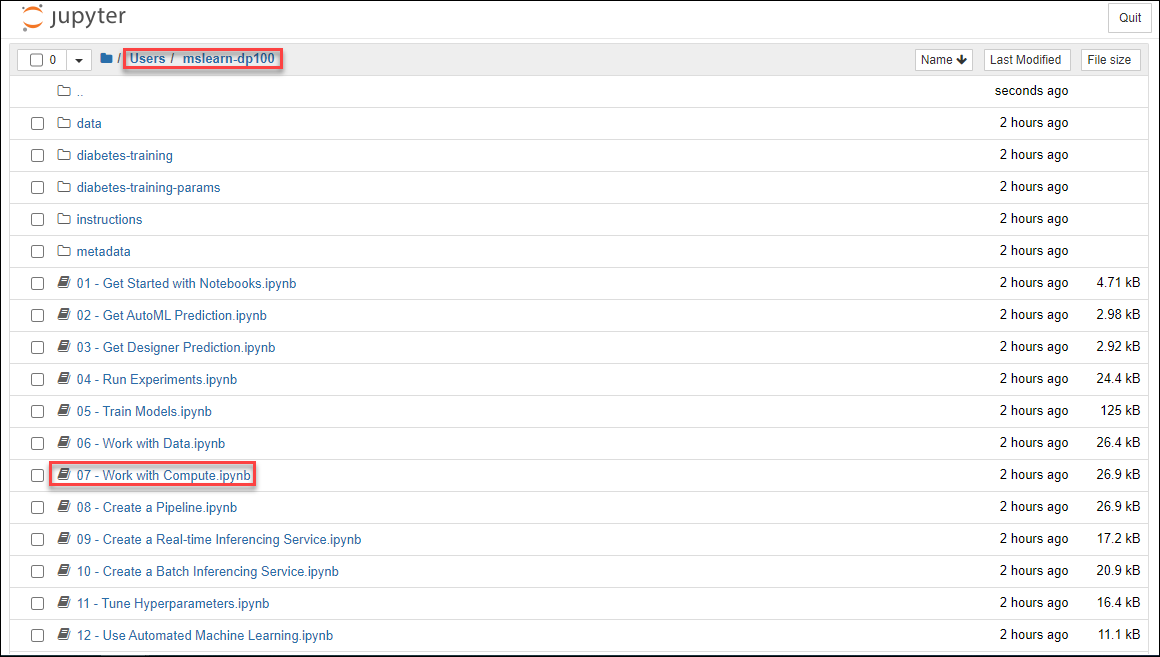 jupyter
Quit
0 / Users / mslearn-dp100 Name Last Modified File size
.. seconds ago
data 2 hours ago
diabetes-training 2 hours ago
diabetes-training-params 2 hours ago
instructions 2 hours ago
metadata 2 hours ago
01 - Get Started with Notebooks.ipynb 2 hours ago 4.71 kB
02 - Get AutoML Prediction.ipynb 2 hours ago 2.98 kB
03 - Get Designer Prediction.ipynb 2 hours ago 2.92 kB
04 - Run Experiments.ipynb 2 hours ago 24.4 kB
05 - Train Models.ipynb 2 hours ago 125 kB
06 - Work with Data.ipynb 2 hours ago 26.4 kB
07 - Work with Compute.ipynb 2 hours ago 26.9 kB
08 - Create a Pipeline.ipynb 2 hours ago 26.9 kB
09 - Create a Real-time Inferencing Service.ipynb 2 hours ago 17.2 kB
10 - Create a Batch Inferencing Service.ipynb 2 hours ago 20.9 kB
11 - Tune Hyperparameters.ipynb 2 hours ago 16.4 kB
12 - Use Automated Machine Learning.ipynb 2 hours ago 11.1 kB